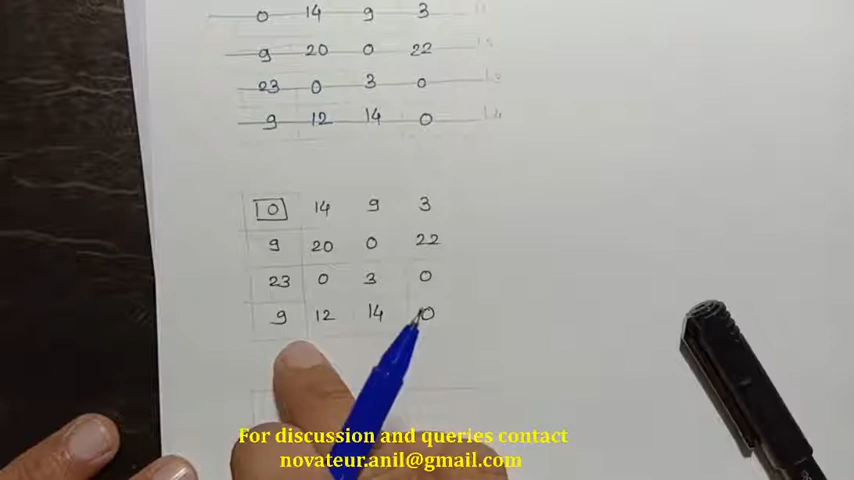 0 14 9 3
9 20 0 22
23 0 3 0
9 12 14 0
0 14 9 3
9 20 0 22
23 0 3 0
9 12 14 0
For discussion and queries contact
novateur.anil@gmail.com